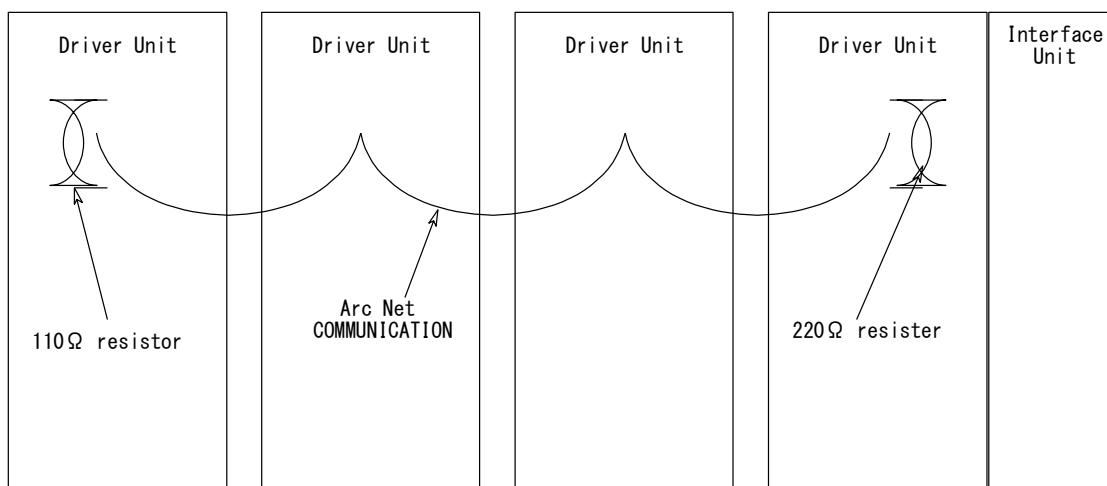 Driver Unit
Driver Unit
Driver Unit
Driver Unit
Interface
Unit
110Ω resistor
Arc Net
COMMUNICATION
220Ω resister